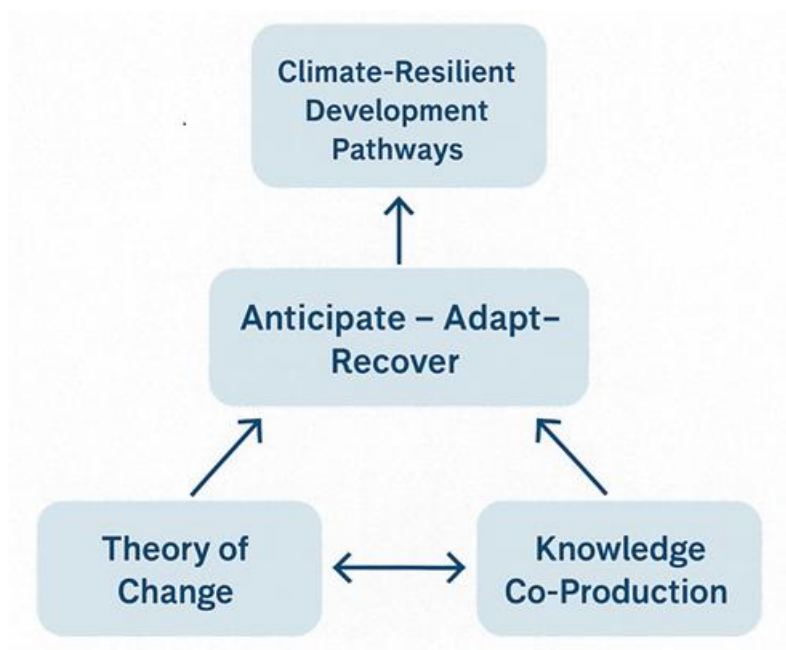 Climate-Resilient
Development
Pathways
Anticipate – Adapt–
Recover
Theory of
Change
Knowledge
Co-Production